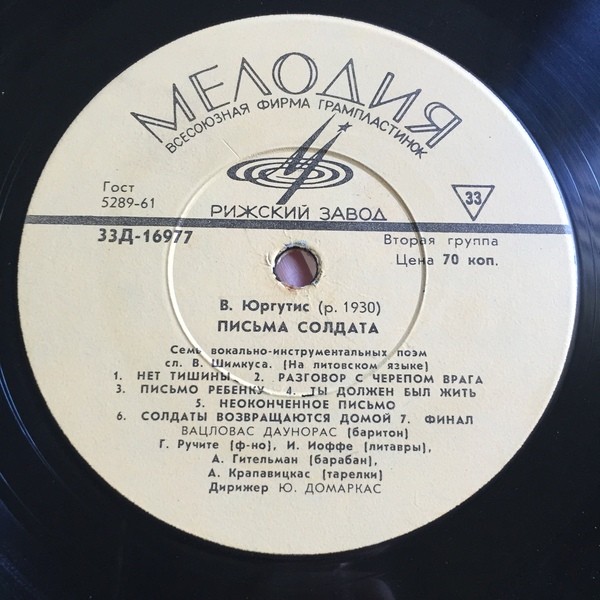 МЕЛОДИЯ
ВСЕСОЮЗНАЯ ФИРМА ГРАМПЛАСТИНОК
Гост
5289-61
33
РИЖСКИЙ ЗАВОД
33Д-16977
Вторая группа
Цена 70 коп.
В. Юргутис (р. 1930)
ПИСЬМА СОЛДАТА
Семь вокально-инструментальных поэм
сл. В. Шимкуса. (На литовском языке)
1. НЕТ ТИШИНЫ 2. РАЗГОВОР С ЧЕРЕПОМ ВРАГА
3. ПИСЬМО РЕБЕНКУ 4. ТЫ ДОЛЖЕН БЫЛ ЖИТЬ
5. НЕОКОНЧЕННОЕ ПИСЬМО
6. СОЛДАТЫ ВОЗВРАЩАЮТСЯ ДОМОЙ 7. ФИНАЛ
ВАЦЛОВАС ДАУНОРАС (баритон)
Г. Ручите (ф-но), И. Иоффе (литавры),
А. Гительман (барабан),
А. Крапавицкас (тарелки)
Дирижер Ю. ДОМАРКАС